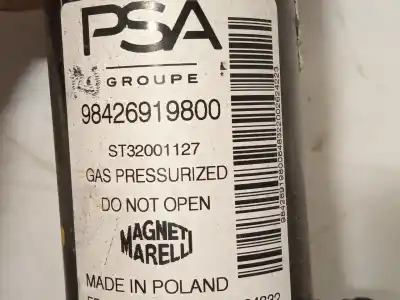 PSA
GROUPE
98426919800
ST32001127
GAS PRESSURIZED
DO NOT OPEN
MAGNETI
MARELLI
MADE IN POLAND